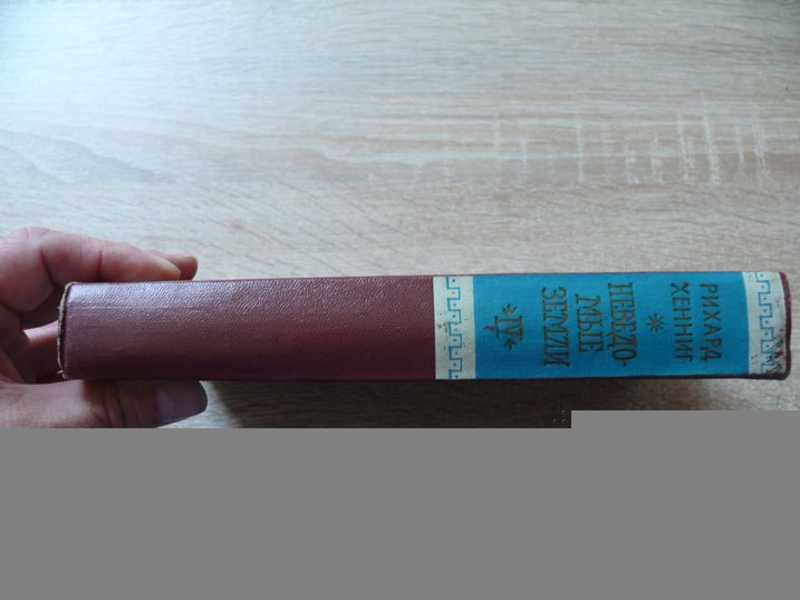 РИХАРД
ХЕННИГ
НЕВЕДО-
МЫЕ
ЗЕМЛИ
IV